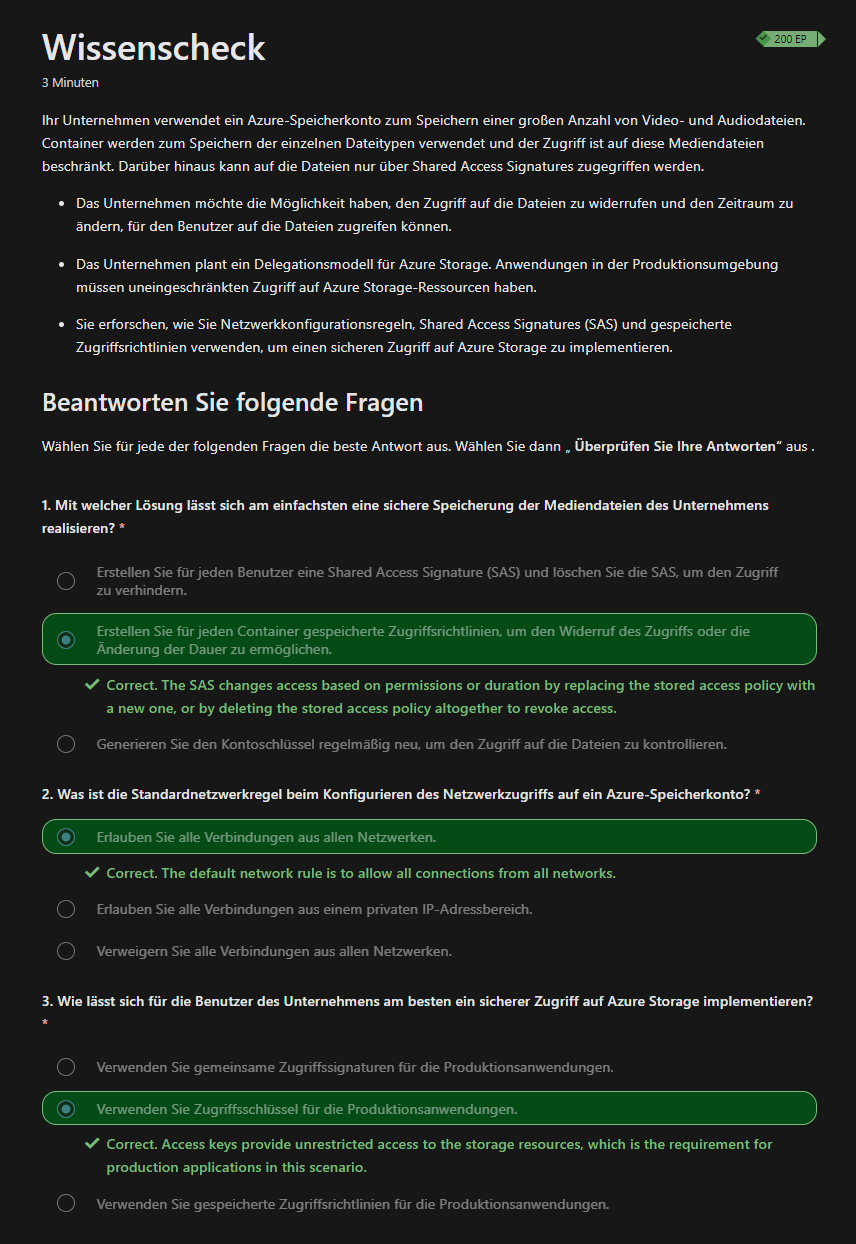 Wissenscheck
200 EP
3 Minuten
Ihr Unternehmen verwendet ein Azure-Speicherkonto zum Speichern einer großen Anzahl von Video- und Audiodateien.
Container werden zum Speichern der einzelnen Dateitypen verwendet und der Zugriff ist auf diese Mediendateien
beschränkt. Darüber hinaus kann auf die Dateien nur über Shared Access Signatures zugegriffen werden.
• Das Unternehmen möchte die Möglichkeit haben, den Zugriff auf die Dateien zu widerrufen und den Zeitraum zu
ändern, für den Benutzer auf die Dateien zugreifen können.
• Das Unternehmen plant ein Delegationsmodell für Azure Storage. Anwendungen in der Produktionsumgebung
müssen uneingeschränkten Zugriff auf Azure Storage-Ressourcen haben.
• Sie erforschen, wie Sie Netzwerkkonfigurationsregeln, Shared Access Signatures (SAS) und gespeicherte
Zugriffsrichtlinien verwenden, um einen sicheren Zugriff auf Azure Storage zu implementieren.
Beantworten Sie folgende Fragen
Wählen Sie für jede der folgenden Fragen die beste Antwort aus. Wählen Sie dann „ Überprüfen Sie Ihre Antworten“ aus .
1. Mit welcher Lösung lässt sich am einfachsten eine sichere Speicherung der Mediendateien des Unternehmens
realisieren? *
Erstellen Sie für jeden Benutzer eine Shared Access Signature (SAS) und löschen Sie die SAS, um den Zugriff
zu verhindern.
Erstellen Sie für jeden Container gespeicherte Zugriffsrichtlinien, um den Widerruf des Zugriffs oder die
Änderung der Dauer zu ermöglichen.
Correct. The SAS changes access based on permissions or duration by replacing the stored access policy with
a new one, or by deleting the stored access policy altogether to revoke access.
Generieren Sie den Kontoschlüssel regelmäßig neu, um den Zugriff auf die Dateien zu kontrollieren.
2. Was ist die Standardnetzwerkregel beim Konfigurieren des Netzwerkzugriffs auf ein Azure-Speicherkonto? *
Erlauben Sie alle Verbindungen aus allen Netzwerken.
Correct. The default network rule is to allow all connections from all networks.
Erlauben Sie alle Verbindungen aus einem privaten IP-Adressbereich.
Verweigern Sie alle Verbindungen aus allen Netzwerken.
3. Wie lässt sich für die Benutzer des Unternehmens am besten ein sicherer Zugriff auf Azure Storage implementieren?
*
Verwenden Sie gemeinsame Zugriffssignaturen für die Produktionsanwendungen.
Verwenden Sie Zugriffsschlüssel für die Produktionsanwendungen.
Correct. Access keys provide unrestricted access to the storage resources, which is the requirement for
production applications in this scenario.
Verwenden Sie gespeicherte Zugriffsrichtlinien für die Produktionsanwendungen.